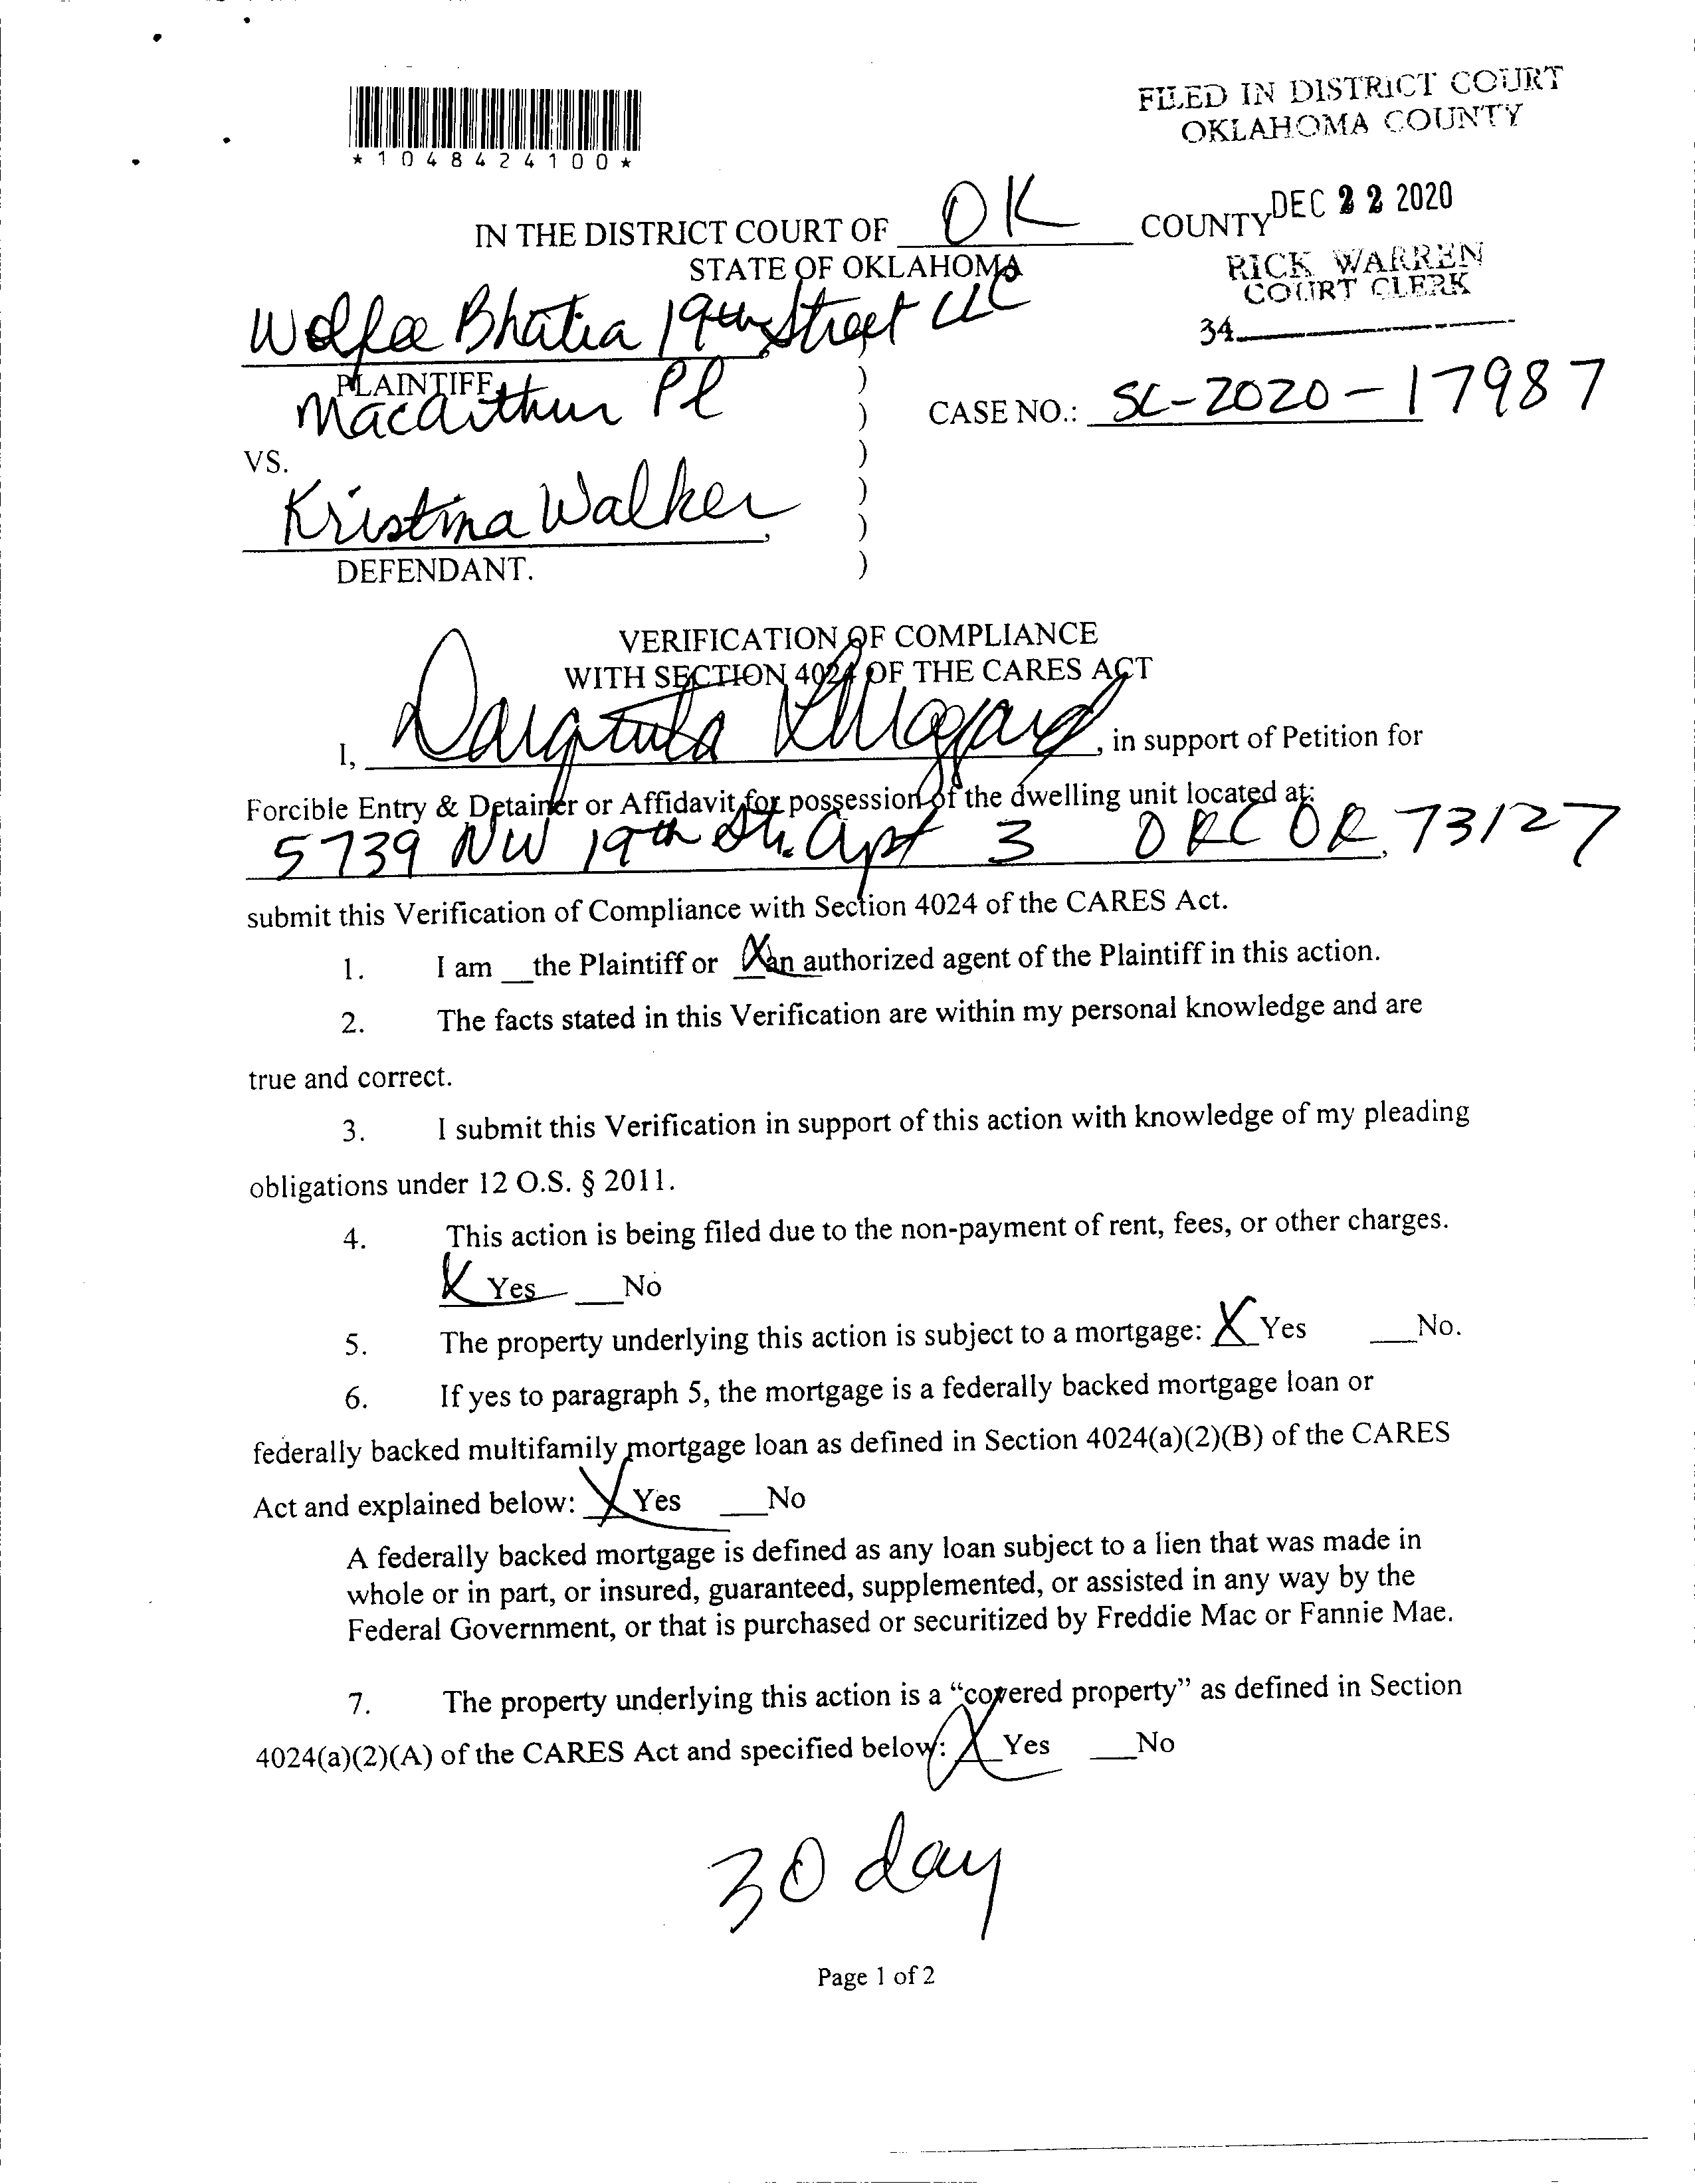 *1048424100*
FILED IN DISTRICT COURT
OKLAHOMA COUNTY
DEC 22 2020
RICK WARREN
COURT CLERK
34
IN THE DISTRICT COURT OF OK COUNTY
STATE OF OKLAHOMA
Wolfee Bhatia 19th Street LLC
PLAINTIFF,
Macarthur Pl
CASE NO.: SC-2020-17987
VS.
Kristina Walker,
DEFENDANT.
)
)
)
)
)
)
)
VERIFICATION OF COMPLIANCE
WITH SECTION 4024 OF THE CARES ACT
I, , in support of Petition for
Forcible Entry & Detainer or Affidavit for possession of the dwelling unit located at:
5739 NW 19th St. Apt 3 OKC OK, 73127
submit this Verification of Compliance with Section 4024 of the CARES Act.
1. I am __the Plaintiff or X an authorized agent of the Plaintiff in this action.
2. The facts stated in this Verification are within my personal knowledge and are
true and correct.
3. I submit this Verification in support of this action with knowledge of my pleading
obligations under 12 O.S. § 2011.
4. This action is being filed due to the non-payment of rent, fees, or other charges.
X Yes ___No
5. The property underlying this action is subject to a mortgage: X Yes ___No.
6. If yes to paragraph 5, the mortgage is a federally backed mortgage loan or
federally backed multifamily mortgage loan as defined in Section 4024(a)(2)(B) of the CARES
Act and explained below: X Yes ___No
A federally backed mortgage is defined as any loan subject to a lien that was made in
whole or in part, or insured, guaranteed, supplemented, or assisted in any way by the
Federal Government, or that is purchased or securitized by Freddie Mac or Fannie Mae.
7. The property underlying this action is a “covered property” as defined in Section
4024(a)(2)(A) of the CARES Act and specified below: X Yes ___No
30 day
Page 1 of 2